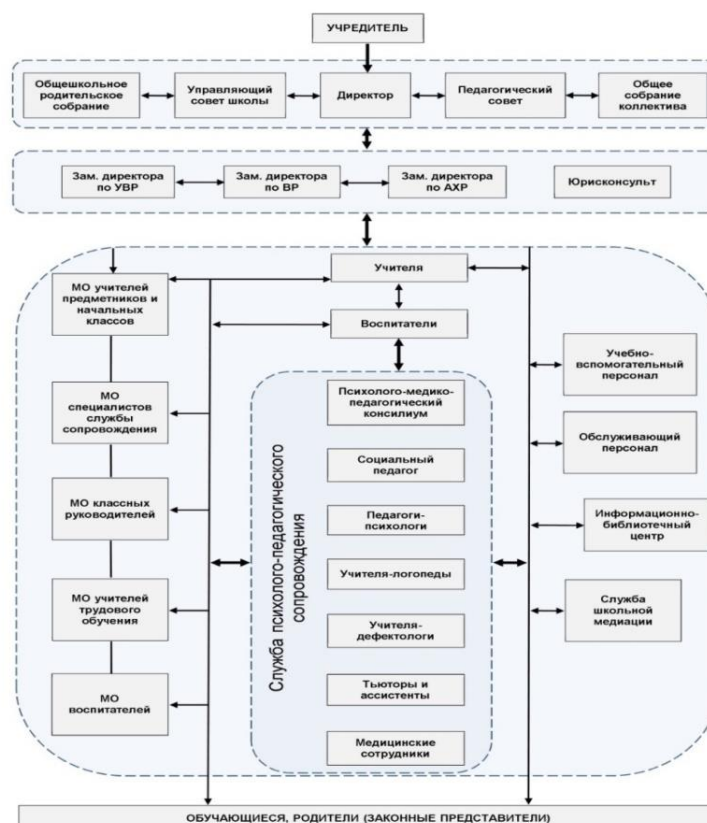 УЧРЕДИТЕЛЬ
Общешкольное
родительское
собрание
Управляющий
совет школы
Директор
Педагогический
совет
Общее
собрание
коллектива
Зам. директора
по УВР
Зам. директора
по ВР
Зам. директора
по АХР
Юрисконсульт
МО учителей
предметников и
начальных
классов
МО
специалистов
службы
сопровождения
МО классных
руководителей
МО учителей
трудового
обучения
МО
воспитателей
Учителя
Воспитатели
Служба психолого-педагогического
сопровождения
Психолого-медико-
педагогический
консилиум
Социальный
педагог
Педагоги-
психологи
Учителя-логопеды
Учителя-
дефектологи
Тьюторы и
ассистенты
Медицинские
сотрудники
Учебно-
вспомогательный
персонал
Обслуживающий
персонал
Информационно-
библиотечный
центр
Служба
школьной
медиации
ОБУЧАЮЩИЕСЯ, РОДИТЕЛИ (ЗАКОННЫЕ ПРЕДСТАВИТЕЛИ)